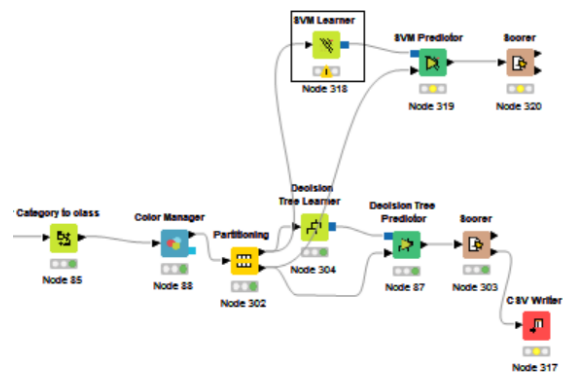 SVM Learner
Node 318
SVM Predictor
Node 319
Scorer
Node 320
Category to class
Node 85
Color Manager
Node 88
Partitioning
Node 302
Decision
Tree Learner
Node 304
Decision Tree
Predictor
Node 87
Scorer
Node 303
CSV Writer
Node 317